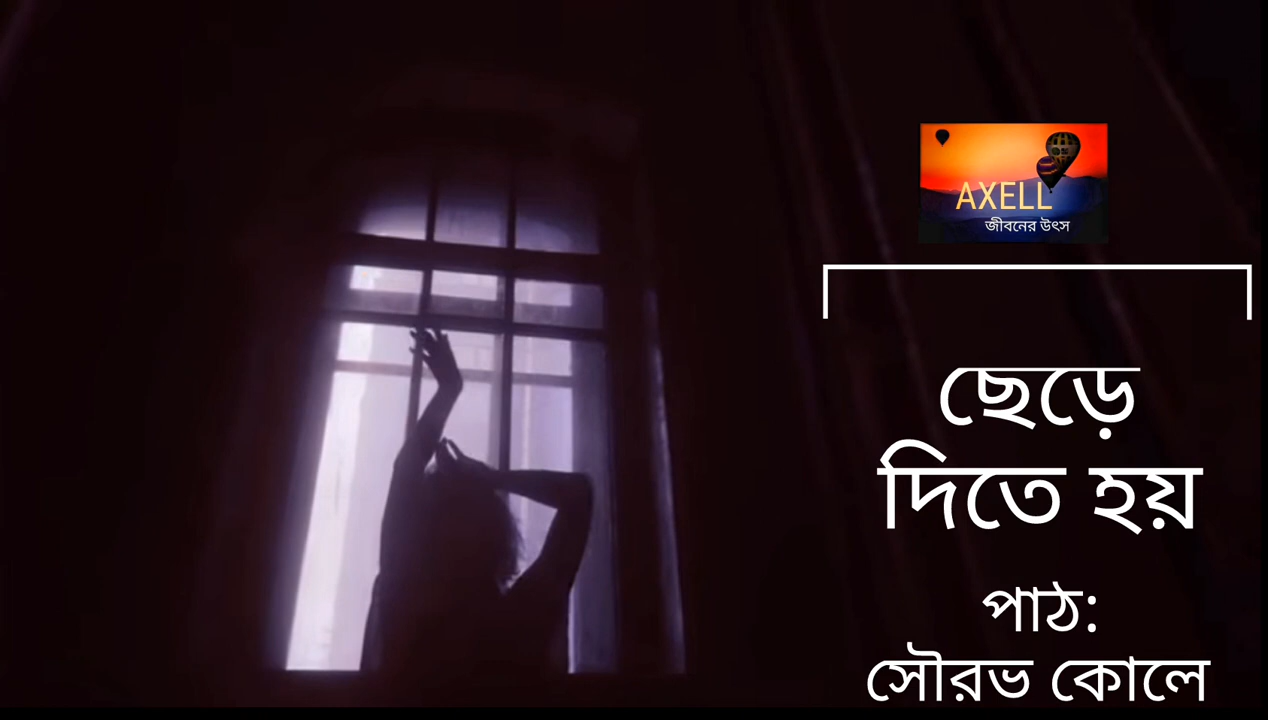 AXELL
জীবনের উৎস
ছেড়ে
দিতে হয়
পাঠ:
সৌরভ কোলে